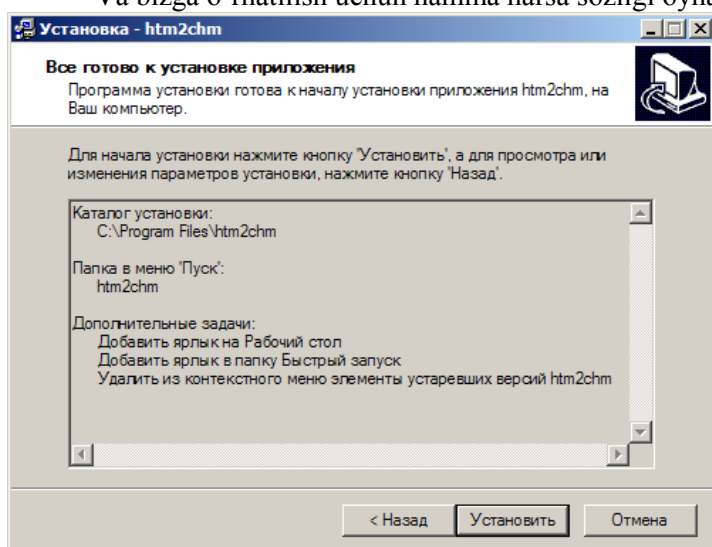 Va bizga o‘rnatilish uchun hamma narsa sozligi oyna
Установка - htm2chm
Все готово к установке приложения
Программа установки готова к началу установки приложения htm2chm, на
Ваш компьютер.
Для начала установки нажмите кнопку 'Установить', а для просмотра или
изменения параметров установки, нажмите кнопку 'Назад'.
Каталог установки:
C:\Program Files\htm2chm
Папка в меню 'Пуск':
htm2chm
Дополнительные задачи:
Добавить ярлык на Рабочий стол
Добавить ярлык в папку Быстрый запуск
Удалить из контекстного меню элементы устаревших версий htm2chm
< Назад
Установить
Отмена